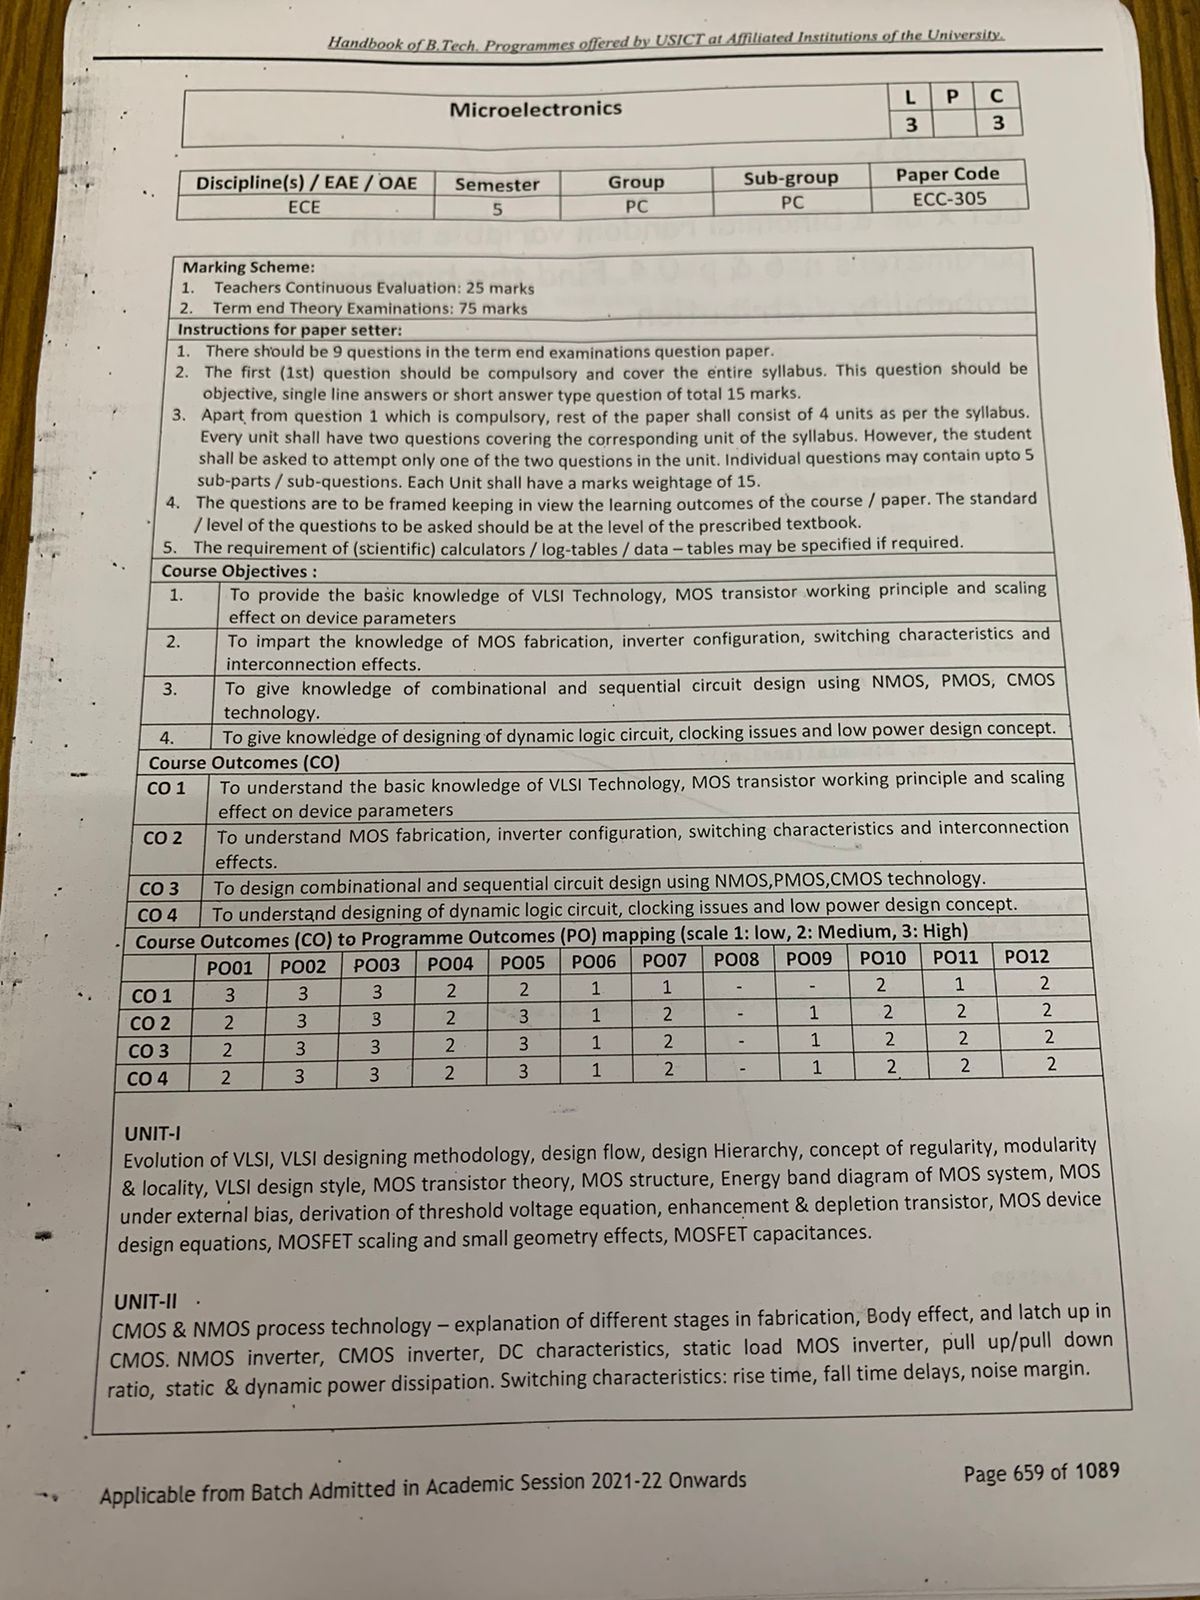 Handbook of B.Tech. Programmes offered by USICT at Affiliated Institutions of the University.
Microelectronics
L P C
3 3
Discipline(s) / EAE / OAE Semester Group Sub-group Paper Code
ECE 5 PC PC ECC-305
Marking Scheme:
1. Teachers Continuous Evaluation: 25 marks
2. Term end Theory Examinations: 75 marks
Instructions for paper setter:
1. There should be 9 questions in the term end examinations question paper.
2. The first (1st) question should be compulsory and cover the entire syllabus. This question should be
objective, single line answers or short answer type question of total 15 marks.
3. Apart from question 1 which is compulsory, rest of the paper shall consist of 4 units as per the syllabus.
Every unit shall have two questions covering the corresponding unit of the syllabus. However, the student
shall be asked to attempt only one of the two questions in the unit. Individual questions may contain upto 5
sub-parts / sub-questions. Each Unit shall have a marks weightage of 15.
4. The questions are to be framed keeping in view the learning outcomes of the course / paper. The standard
/ level of the questions to be asked should be at the level of the prescribed textbook.
5. The requirement of (scientific) calculators / log-tables / data – tables may be specified if required.
Course Objectives :
1. To provide the basic knowledge of VLSI Technology, MOS transistor working principle and scaling
effect on device parameters
2. To impart the knowledge of MOS fabrication, inverter configuration, switching characteristics and
interconnection effects.
3. To give knowledge of combinational and sequential circuit design using NMOS, PMOS, CMOS
technology.
4. To give knowledge of designing of dynamic logic circuit, clocking issues and low power design concept.
Course Outcomes (CO)
CO 1 To understand the basic knowledge of VLSI Technology, MOS transistor working principle and scaling
effect on device parameters
CO 2 To understand MOS fabrication, inverter configuration, switching characteristics and interconnection
effects.
CO 3 To design combinational and sequential circuit design using NMOS,PMOS,CMOS technology.
CO 4 To understand designing of dynamic logic circuit, clocking issues and low power design concept.
Course Outcomes (CO) to Programme Outcomes (PO) mapping (scale 1: low, 2: Medium, 3: High)
PO01 PO02 PO03 PO04 PO05 PO06 PO07 PO08 PO09 PO10 PO11 PO12
CO 1 3 3 3 2 2 1 1 - - 2 1 2
CO 2 2 3 3 2 3 1 2 - 1 2 2 2
CO 3 2 3 3 2 3 1 2 - 1 2 2 2
CO 4 2 3 3 2 3 1 2 - 1 2 2 2
UNIT-I
Evolution of VLSI, VLSI designing methodology, design flow, design Hierarchy, concept of regularity, modularity
& locality, VLSI design style, MOS transistor theory, MOS structure, Energy band diagram of MOS system, MOS
under external bias, derivation of threshold voltage equation, enhancement & depletion transistor, MOS device
design equations, MOSFET scaling and small geometry effects, MOSFET capacitances.
UNIT-II
CMOS & NMOS process technology – explanation of different stages in fabrication, Body effect, and latch up in
CMOS. NMOS inverter, CMOS inverter, DC characteristics, static load MOS inverter, pull up/pull down
ratio, static & dynamic power dissipation. Switching characteristics: rise time, fall time delays, noise margin.
Applicable from Batch Admitted in Academic Session 2021-22 Onwards
Page 659 of 1089